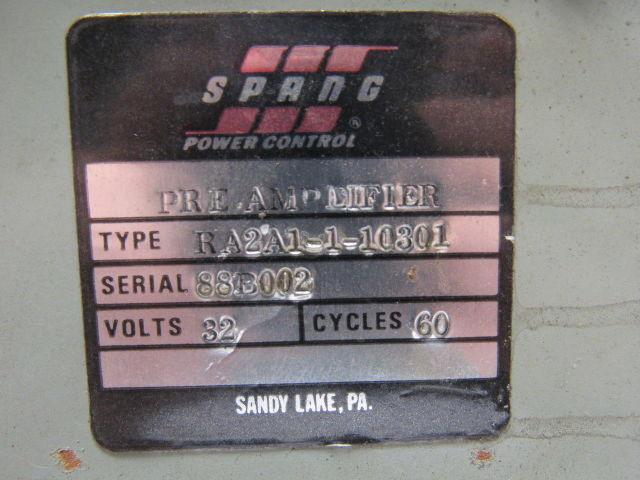 SPANG
®
POWER CONTROL
PRE AMPLIFIER
TYPE RA2A1-1-10301
SERIAL 88B002
VOLTS 32 CYCLES 60
SANDY LAKE, PA.